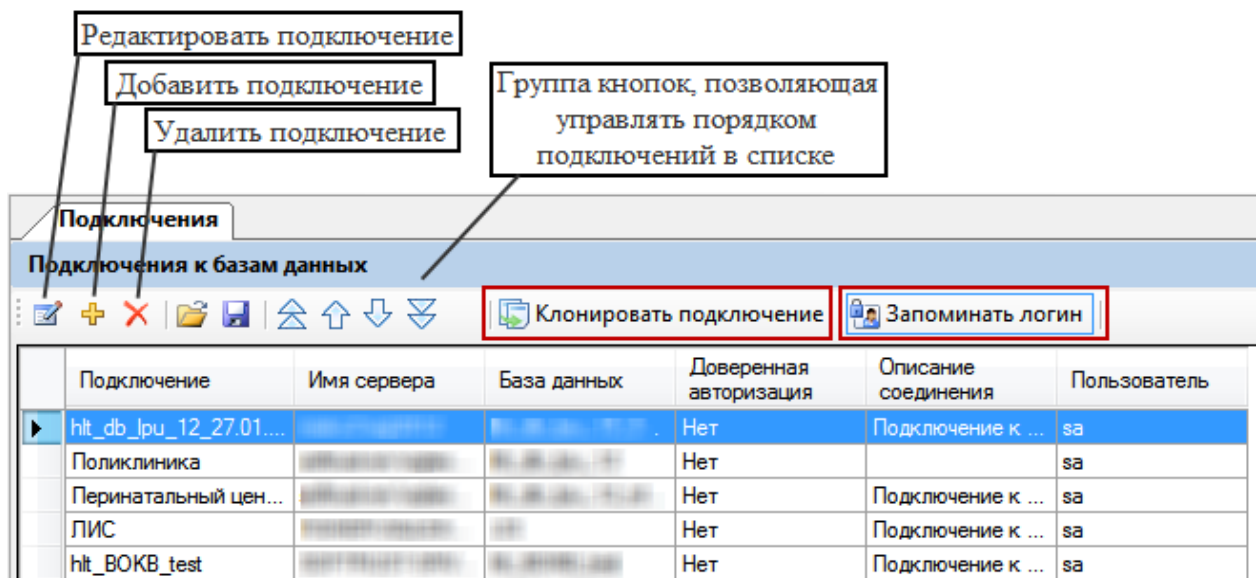 Редактировать подключение
Добавить подключение
Удалить подключение
Группа кнопок, позволяющая
управлять порядком
подключений в списке
Подключения
Подключения к базам данных
Клонировать подключение Запоминать логин
Подключение Имя сервера База данных Доверенная авторизация Описание соединения Пользователь
hlt_db_lpu_12_27.01.... Нет Подключение к ... sa
Поликлиника Нет sa
Перинатальный цен... Нет Подключение к ... sa
ЛИС Нет Подключение к ... sa
hlt_BOKB_test Нет Подключение к ... sa